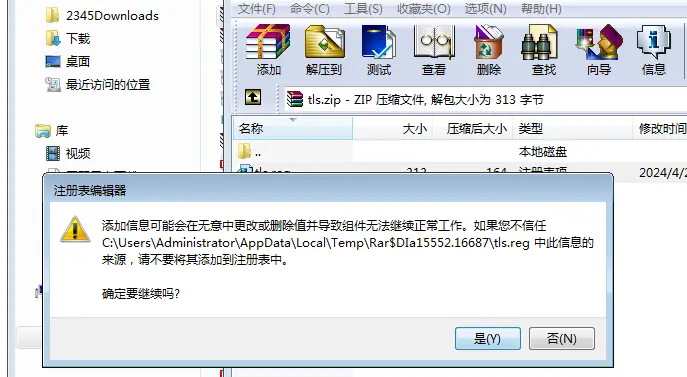 文件(F) 命令(C) 工具(S) 收藏夹(O) 选项(N) 帮助(H)
2345Downloads
下载
桌面
最近访问的位置
库
视频
添加 解压到 测试 查看 删除 查找 向导 信息
tls.zip - ZIP 压缩文件, 解包大小为 313 字节
名称 大小 压缩后大小 类型 修改时间
.. 本地磁盘
tls.reg 313 164 注册表项 2024/4/2
注册表编辑器
添加信息可能会在无意中更改或删除值并导致组件无法继续正常工作。如果您不信任
C:\Users\Administrator\AppData\Local\Temp\Rar$DIa15552.16687\tls.reg 中此信息的
来源，请不要将其添加到注册表中。
确定要继续吗?
是(Y) 否(N)